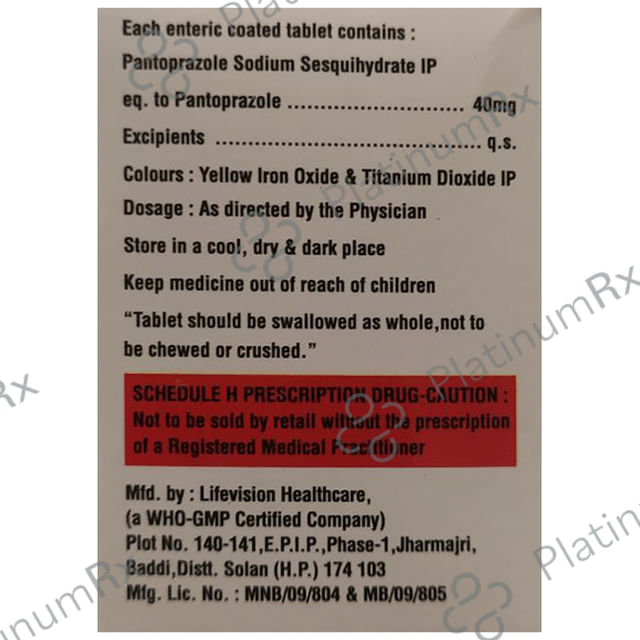 Each enteric coated tablet contains :
Pantoprazole Sodium Sesquihydrate IP
eq. to Pantoprazole ......................... 40mg
Excipients ...................................... q.s.
Colours : Yellow Iron Oxide & Titanium Dioxide IP
Dosage : As directed by the Physician
Store in a cool, dry & dark place
Keep medicine out of reach of children
“Tablet should be swallowed as whole,not to
be chewed or crushed.”
SCHEDULE H PRESCRIPTION DRUG-CAUTION :
Not to be sold by retail without the prescription
of a Registered Medical Practitioner
Mfd. by : Lifevision Healthcare,
(a WHO-GMP Certified Company)
Plot No. 140-141,E.P.I.P.,Phase-1,Jharmajri,
Baddi,Distt. Solan (H.P.) 174 103
Mfg. Lic. No. : MNB/09/804 & MB/09/805
PlatinumRx
PlatinumRx
PlatinumRx